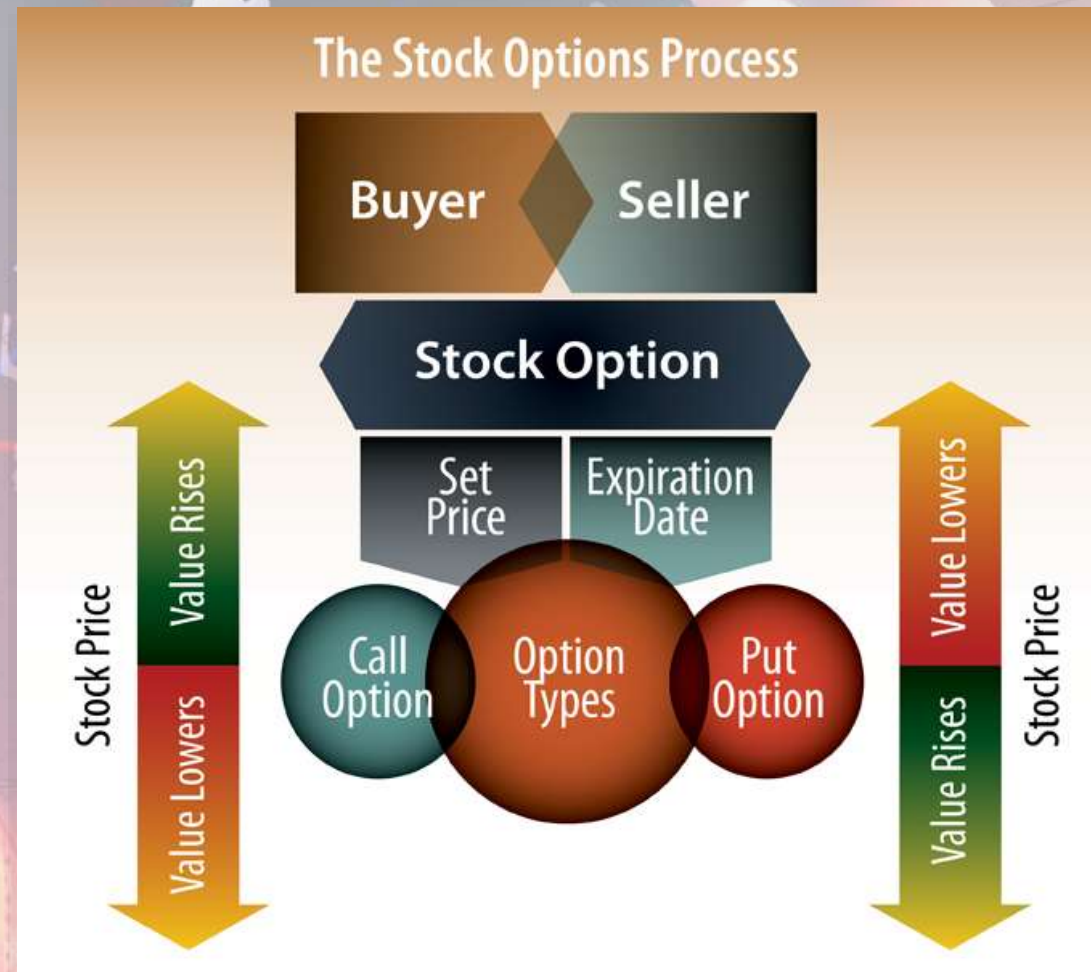 The Stock Options Process
Buyer
Seller
Stock Option
Set
Price
Expiration
Date
Stock Price
Value Rises
Value Lowers
Call
Option
Option
Types
Put
Option
Value Lowers
Value Rises
Stock Price